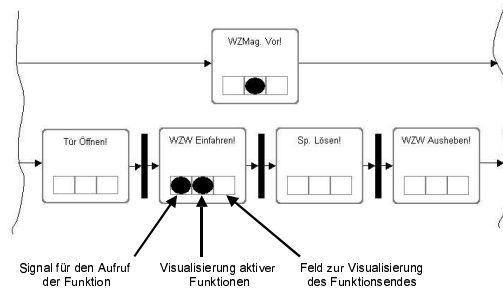 WZMag. Vor!
Tür Öffnen!
WZW Einfahren!
Sp. Lösen!
WZW Ausheben!
Signal für den Aufruf
der Funktion
Visualisierung aktiver
Funktionen
Feld zur Visualisierung
des Funktionsendes